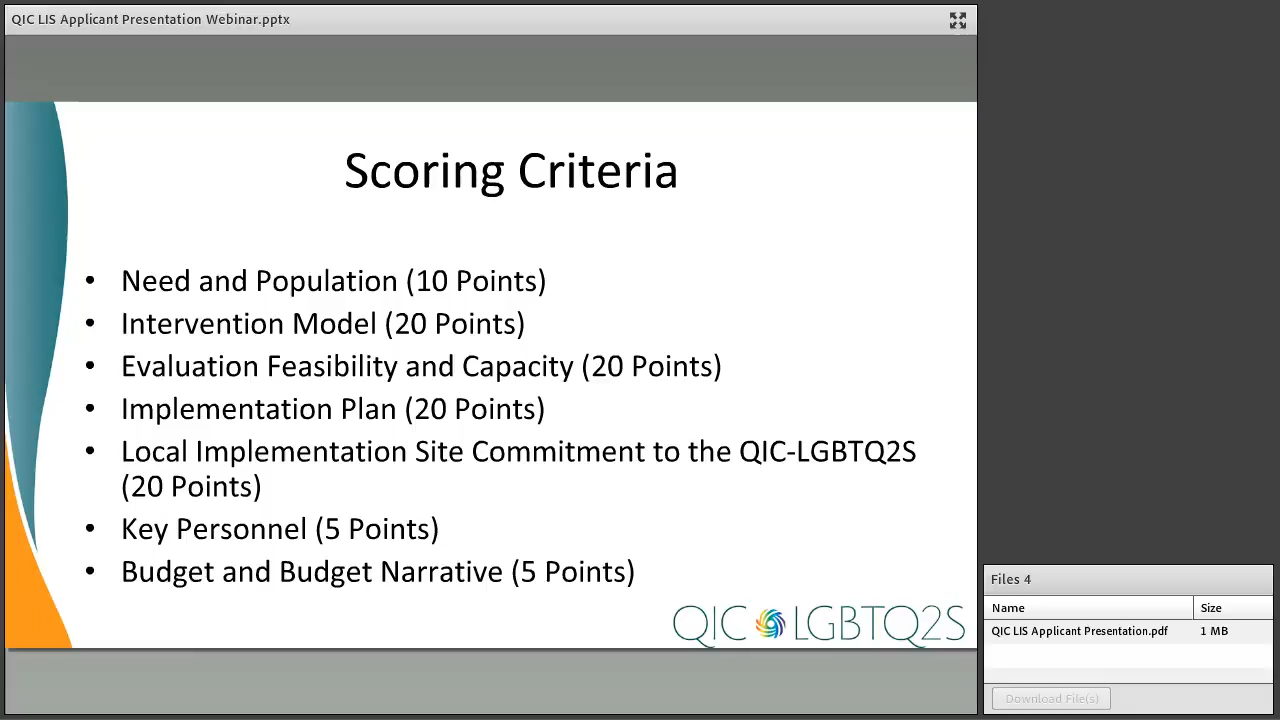 QIC LIS Applicant Presentation Webinar.pptx
Scoring Criteria
• Need and Population (10 Points)
• Intervention Model (20 Points)
• Evaluation Feasibility and Capacity (20 Points)
• Implementation Plan (20 Points)
• Local Implementation Site Commitment to the QIC-LGBTQ2S
(20 Points)
• Key Personnel (5 Points)
• Budget and Budget Narrative (5 Points)
QIC LGBTQ2S
Files 4
Name Size
QIC LIS Applicant Presentation.pdf 1 MB
Download File(s)